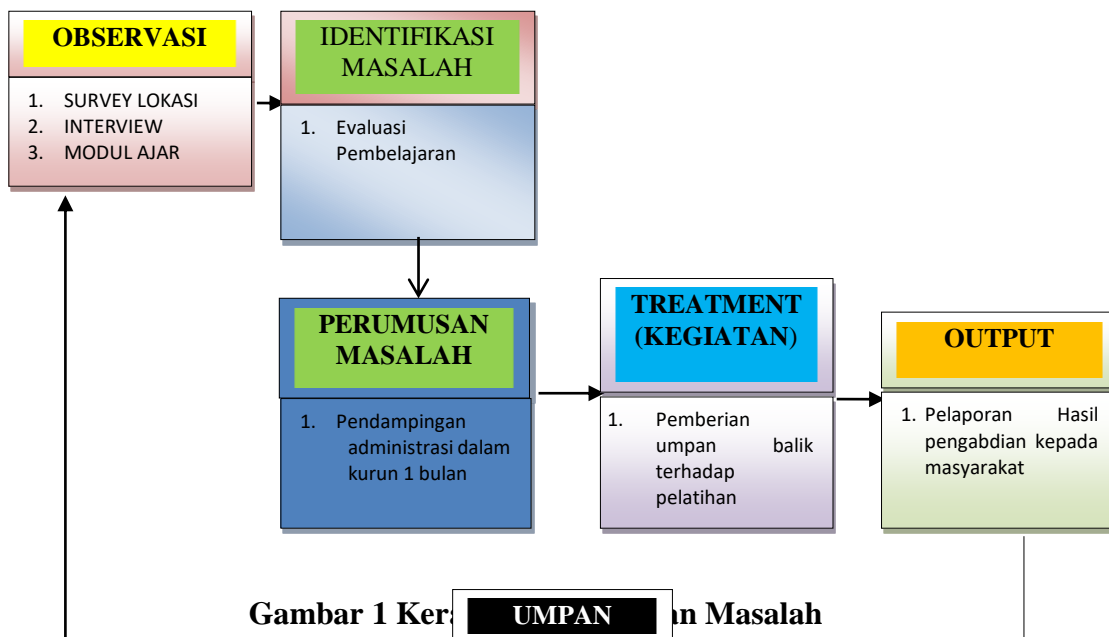 OBSERVASI
1. SURVEY LOKASI
2. INTERVIEW
3. MODUL AJAR
IDENTIFIKASI
MASALAH
1. Evaluasi
Pembelajaran
PERUMUSAN
MASALAH
1. Pendampingan
administrasi dalam
kurun 1 bulan
TREATMENT
(KEGIATAN)
1. Pemberian
umpan balik
terhadap
pelatihan
OUTPUT
1. Pelaporan Hasil
pengabdian kepada
masyarakat
Gambar 1 Masalah
UMPAN